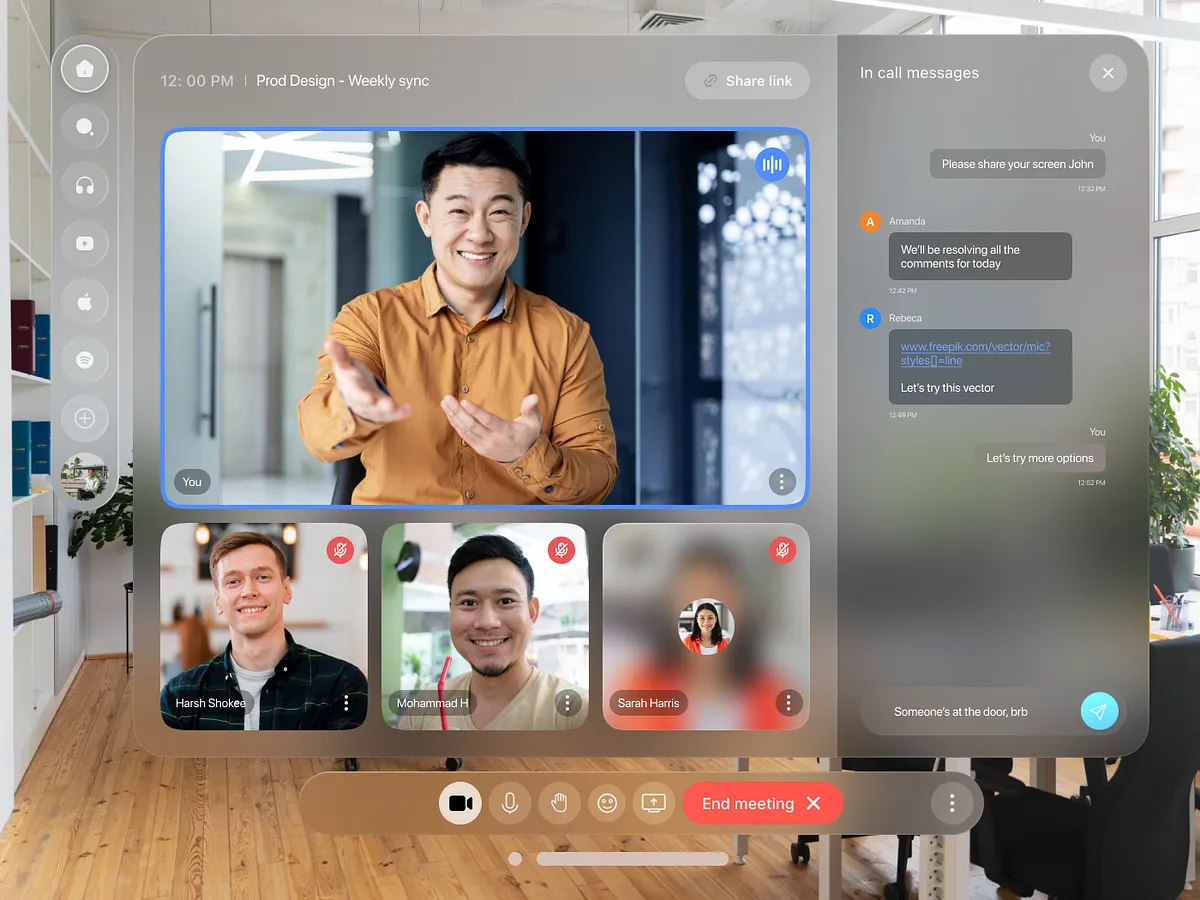 12: 00 PM
Prod Design - Weekly sync
Share link
You
Harsh Shokee
Mohammad H
Sarah Harris
In call messages
You
Please share your screen John
12:32 PM
A
Amanda
We'll be resolving all the
comments for today
12:42 PM
R
Rebeca
www.freepik.com/vector/mic?
styles[]=line
Let's try this vector
12:49 PM
You
Let's try more options
12:52 PM
Someone's at the door, brb
End meeting